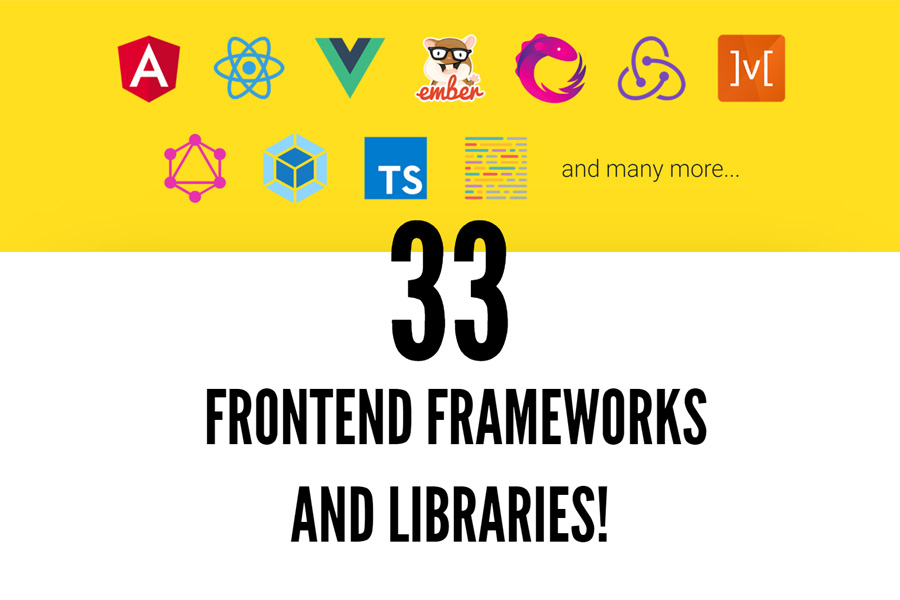 A
ember
]v[
TS
and many more...
33
FRONTEND FRAMEWORKS
AND LIBRARIES!